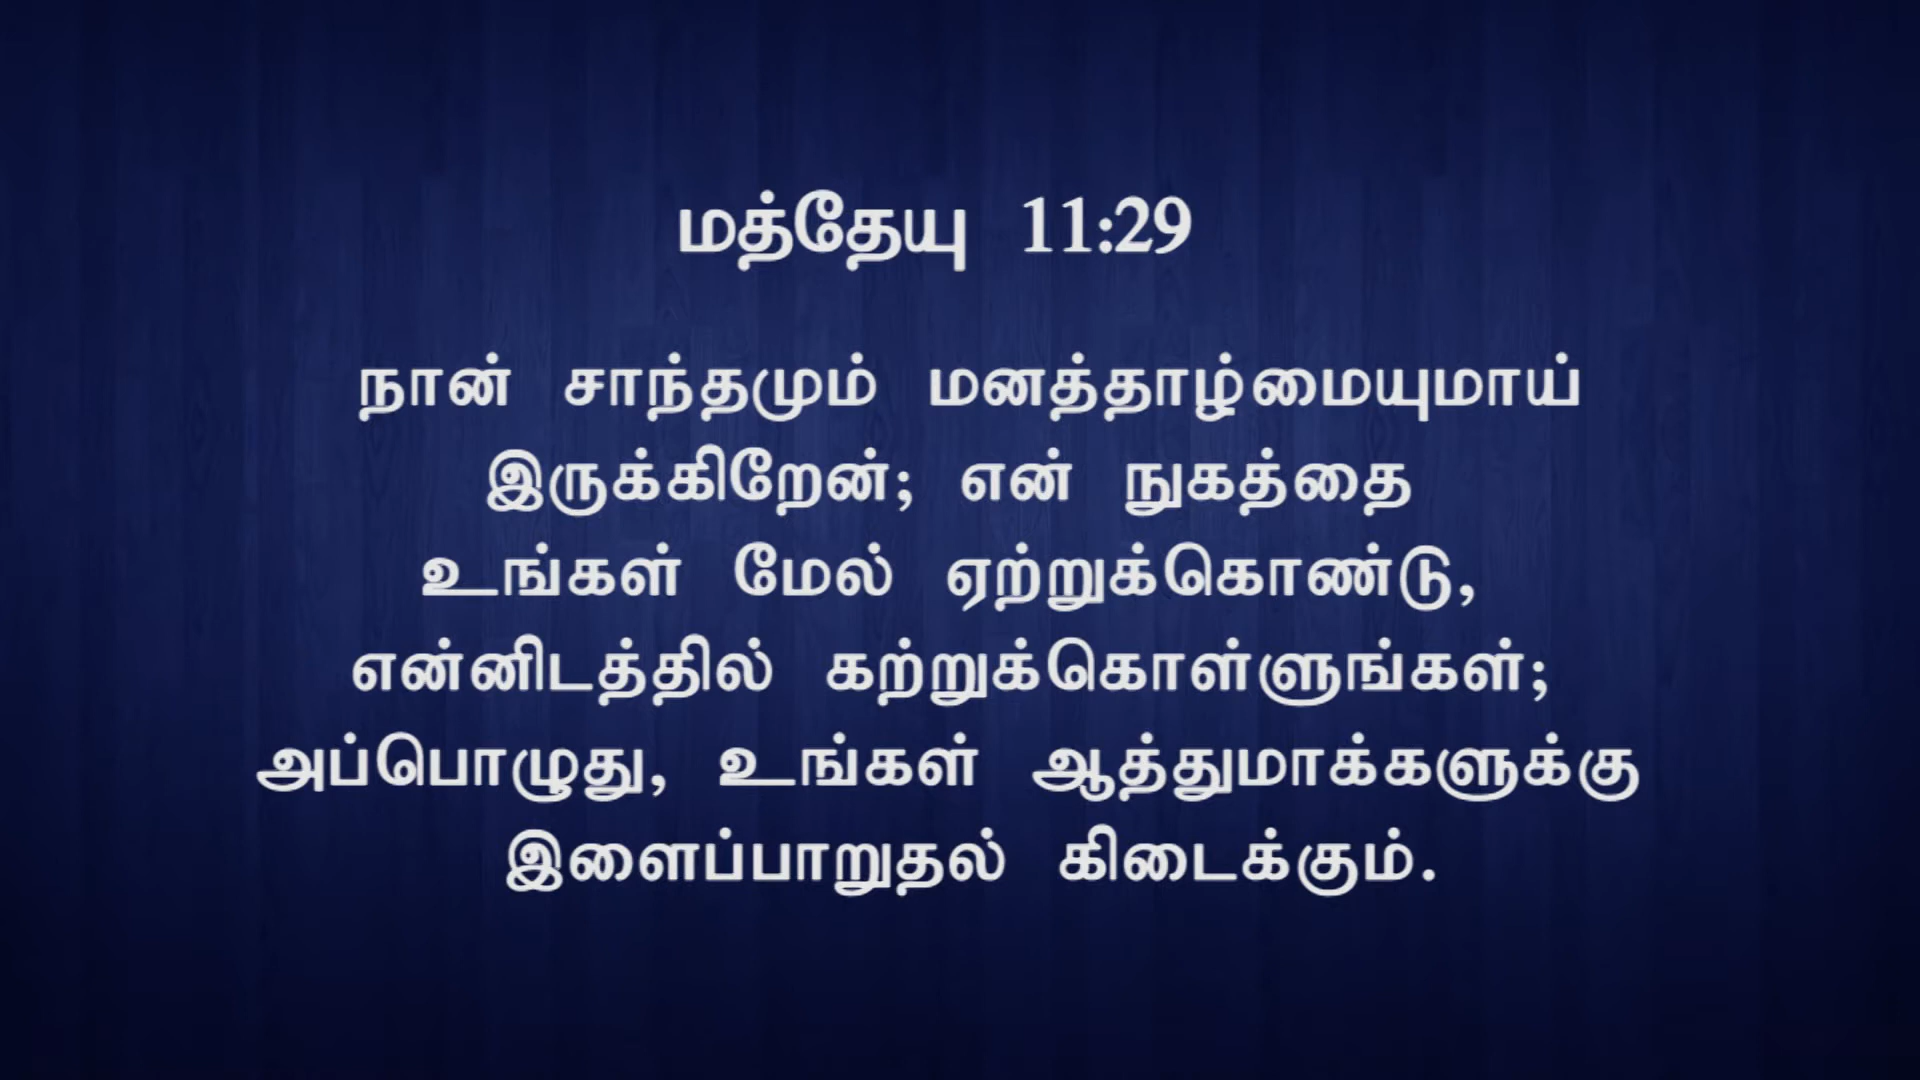 மத்தேயு 11:29
நான் சாந்தமும் மனத்தாழ்மையுமாய்
இருக்கிறேன்; என் நுகத்தை
உங்கள் மேல் ஏற்றுக்கொண்டு,
என்னிடத்தில் கற்றுக்கொள்ளுங்கள்;
அப்பொழுது, உங்கள் ஆத்துமாக்களுக்கு
இளைப்பாறுதல் கிடைக்கும்.